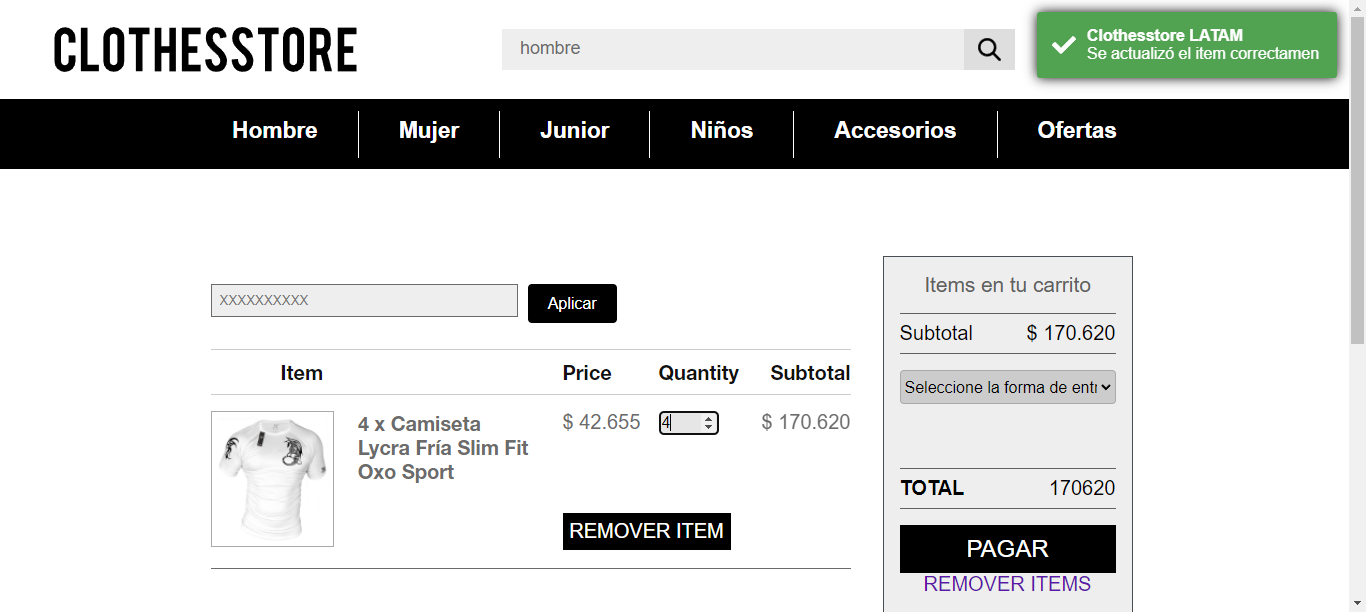 CLOTHESSTORE
hombre
Clothesstore LATAM
Se actualizó el item correctamen
Hombre
Mujer
Junior
Niños
Accesorios
Ofertas
XXXXXXXXXX
Aplicar
Item Price Quantity Subtotal
4 x Camiseta
Lycra Fría Slim Fit
Oxo Sport
$ 42.655
4
$ 170.620
REMOVER ITEM
Items en tu carrito
Subtotal $ 170.620
Seleccione la forma de entr
TOTAL 170620
PAGAR
REMOVER ITEMS